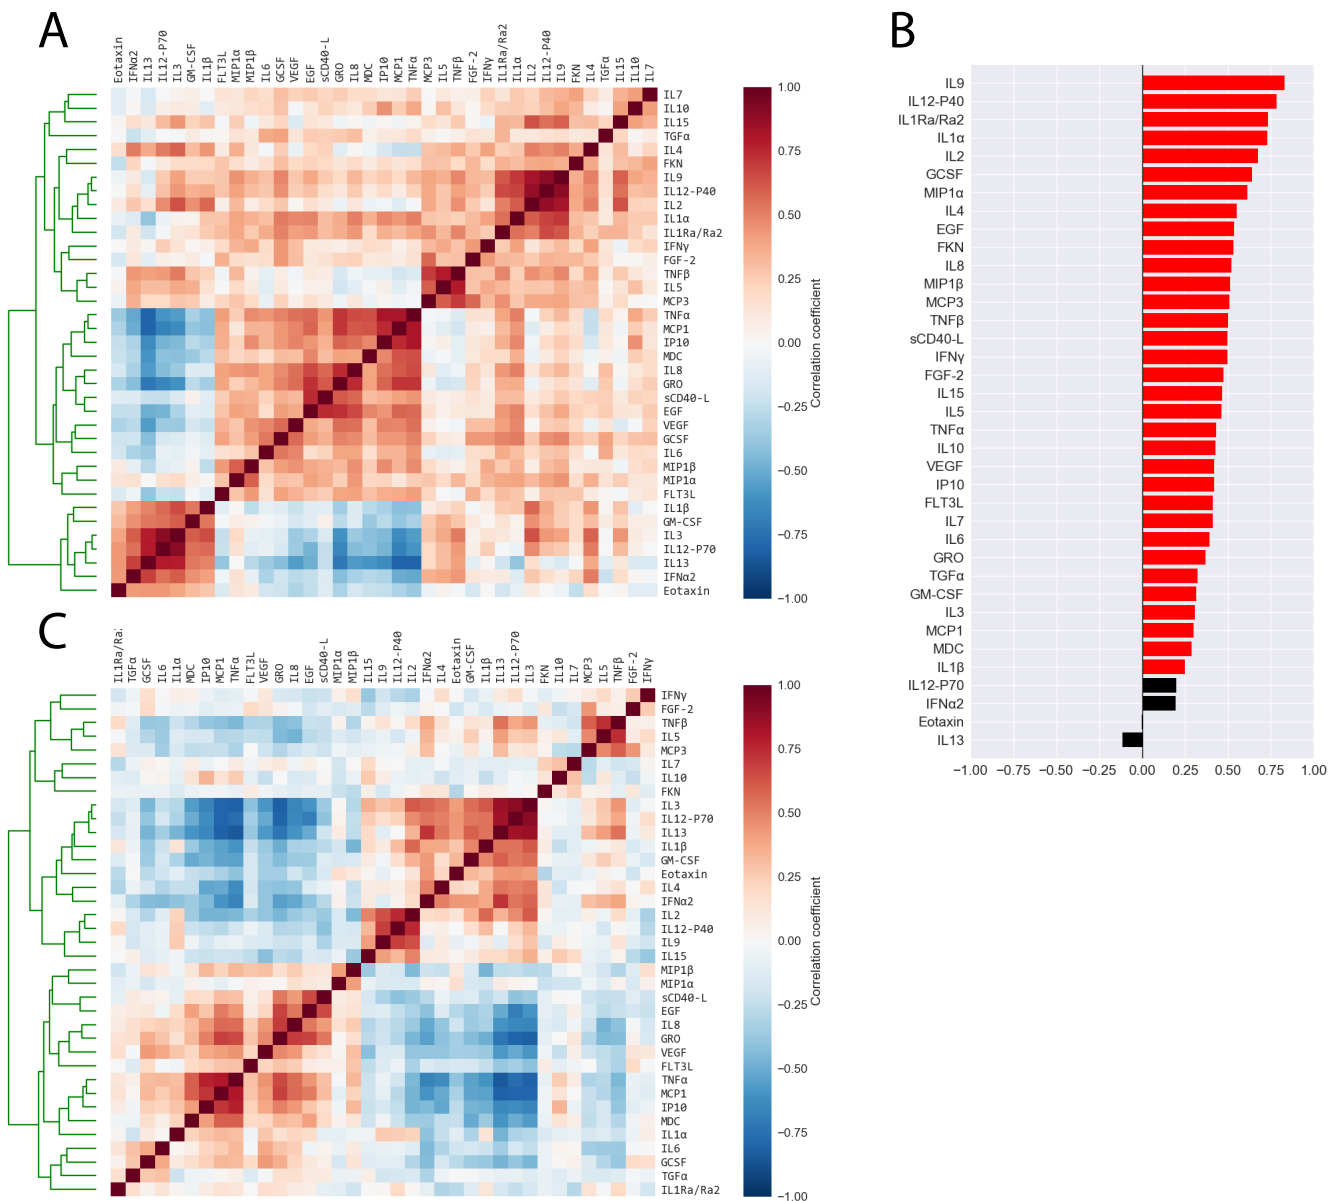 A
Eotaxin
IFNα2
IL13
IL12-P70
IL3
GM-CSF
IL1β
FLT3L
MIP1α
MIP1β
IL6
GCSF
VEGF
EGF
sCD40-L
GRO
IL8
MDC
IP10
MCP1
TNFα
MCP3
IL5
TNFβ
FGF-2
IFNγ
IL1Ra/Ra2
IL1α
IL2
IL12-P40
IL9
FKN
IL4
TGFα
IL15
IL10
IL7
IL7
IL10
IL15
TGFα
IL4
FKN
IL9
IL12-P40
IL2
IL1α
IL1Ra/Ra2
IFNγ
FGF-2
TNFβ
IL5
MCP3
TNFα
MCP1
IP10
MDC
IL8
GRO
sCD40-L
EGF
VEGF
GCSF
IL6
MIP1β
MIP1α
FLT3L
IL1β
GM-CSF
IL3
IL12-P70
IL13
IFNα2
Eotaxin
1.00
0.75
0.50
0.25
0.00
−0.25
−0.50
−0.75
−1.00
Correlation coefficient
B
IL9
IL12-P40
IL1Ra/Ra2
IL1α
IL2
GCSF
MIP1α
IL4
EGF
FKN
IL8
MIP1β
MCP3
TNFβ
sCD40-L
IFNγ
FGF-2
IL15
IL5
TNFα
IL10
VEGF
IP10
FLT3L
IL7
IL6
GRO
TGFα
GM-CSF
IL3
MCP1
MDC
IL1β
IL12-P70
IFNα2
Eotaxin
IL13
−1.00 −0.75 −0.50 −0.25 0.00 0.25 0.50 0.75 1.00
C
IL1Ra/Ra
TGFα
GCSF
IL6
IL1α
MDC
IP10
MCP1
TNFα
FLT3L
VEGF
GRO
IL8
EGF
sCD40-L
MIP1α
MIP1β
IL15
IL9
IL12-P40
IL2
IFNα2
IL4
Eotaxin
GM-CSF
IL1β
IL13
IL12-P70
IL3
FKN
IL10
IL7
MCP3
IL5
TNFβ
FGF-2
IFNγ
IFNγ
FGF-2
TNFβ
IL5
MCP3
IL7
IL10
FKN
IL3
IL12-P70
IL13
IL1β
GM-CSF
Eotaxin
IL4
IFNα2
IL2
IL12-P40
IL9
IL15
MIP1β
MIP1α
sCD40-L
EGF
IL8
GRO
VEGF
FLT3L
TNFα
MCP1
IP10
MDC
IL1α
IL6
GCSF
TGFα
IL1Ra/Ra2
1.00
0.75
0.50
0.25
0.00
−0.25
−0.50
−0.75
−1.00
Correlation coefficient